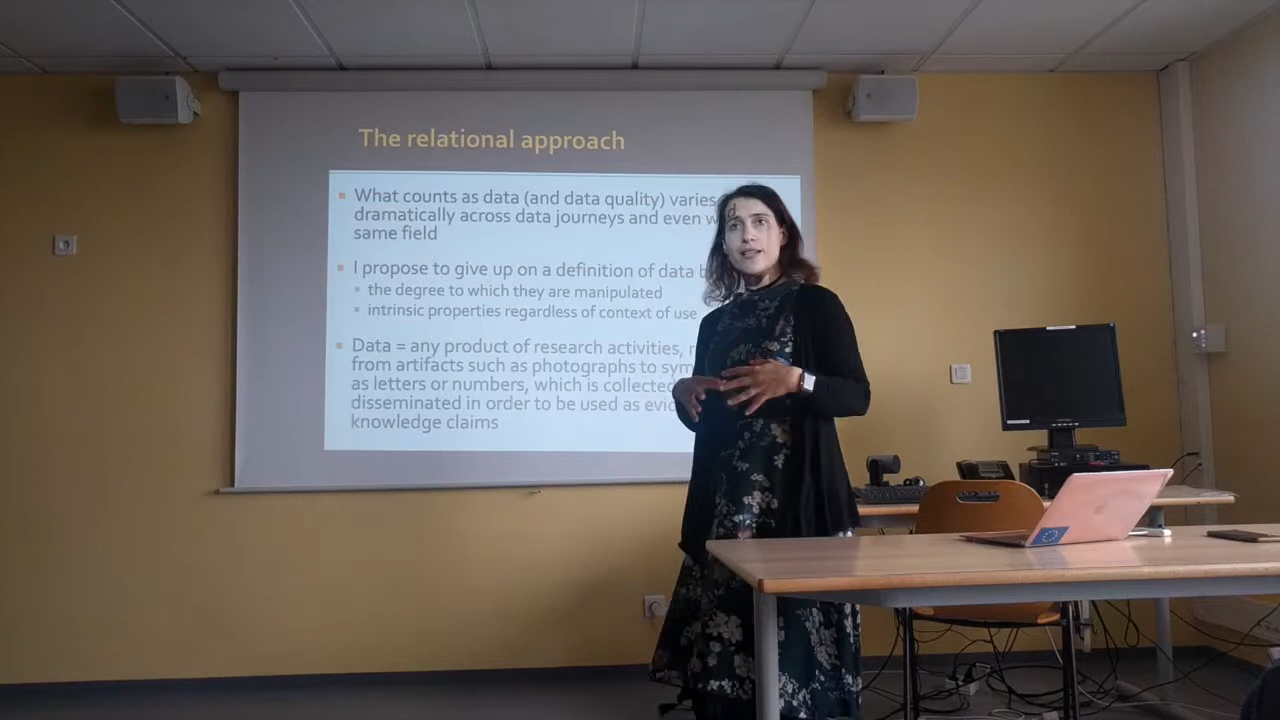 The relational approach
What counts as data (and data quality) varies
dramatically across data journeys and even
same field
I propose to give up on a definition of data
the degree to which they are manipulated
intrinsic properties regardless of context of use
Data = any product of research activities,
from artifacts such as photographs to
as letters or numbers, which is collected
disseminated in order to be used as
knowledge claims